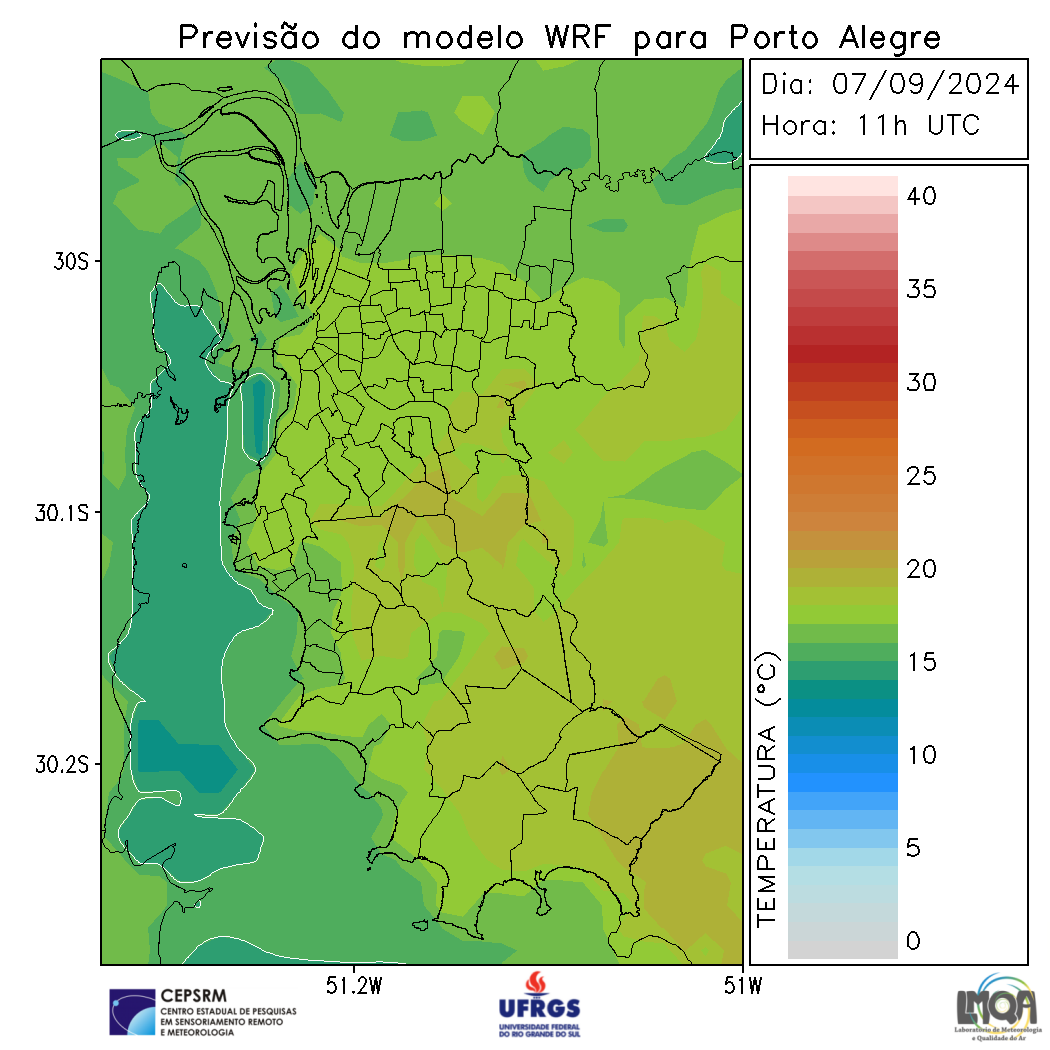 Previsão do modelo WRF para Porto Alegre
Dia: 07/09/2024
Hora: 11h UTC
40
35
30
25
20
15
10
5
0
TEMPERATURA (°C)
30S
30.1S
30.2S
51.2W
51W
CEPSRM
CENTRO ESTADUAL DE PESQUISAS
EM SENSORIAMENTO REMOTO
E METEOROLOGIA
UFRGS
UNIVERSIDADE FEDERAL
DO RIO GRANDE DO SUL
LMQA
Laboratório de Meteorologia
e Qualidade do Ar